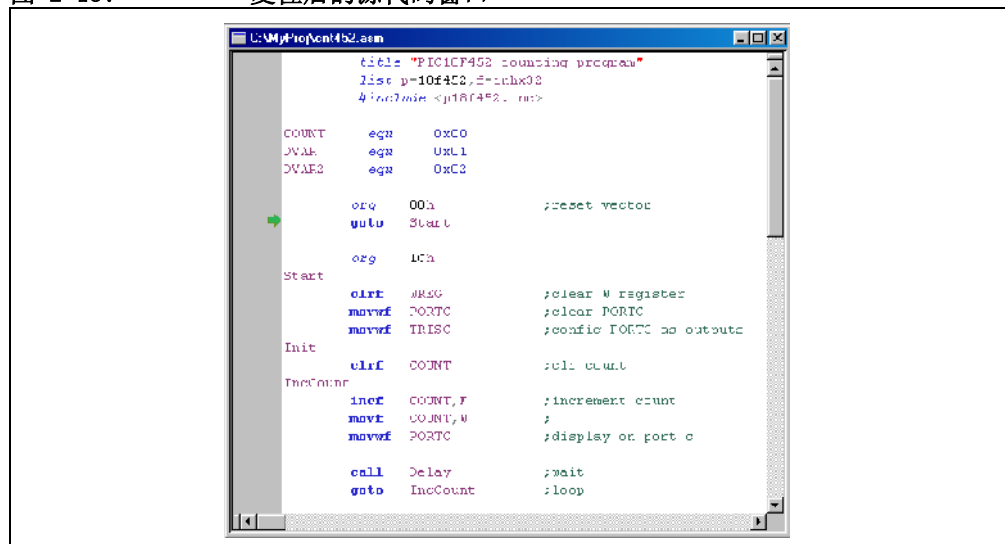 C:\MyProj\cnt452.asm
title "PIC18F452 counting program"
list p=18f452,f=inhx32
#include <p18f452.inc>
COUNT equ 0x00
DVAR equ 0x01
DVAR2 equ 0x02
org 00h ;reset vector
goto Start
org 1Ch
Start
clrf WREG ;clear W register
movwf PORTC ;clear PORTC
movwf TRISC ;config PORTC as outputs
Init
clrf COUNT ;clr count
IncCount
incf COUNT,F ;increment count
movf COUNT,W ;
movwf PORTC ;display on port c
call Delay ;wait
goto IncCount ;loop